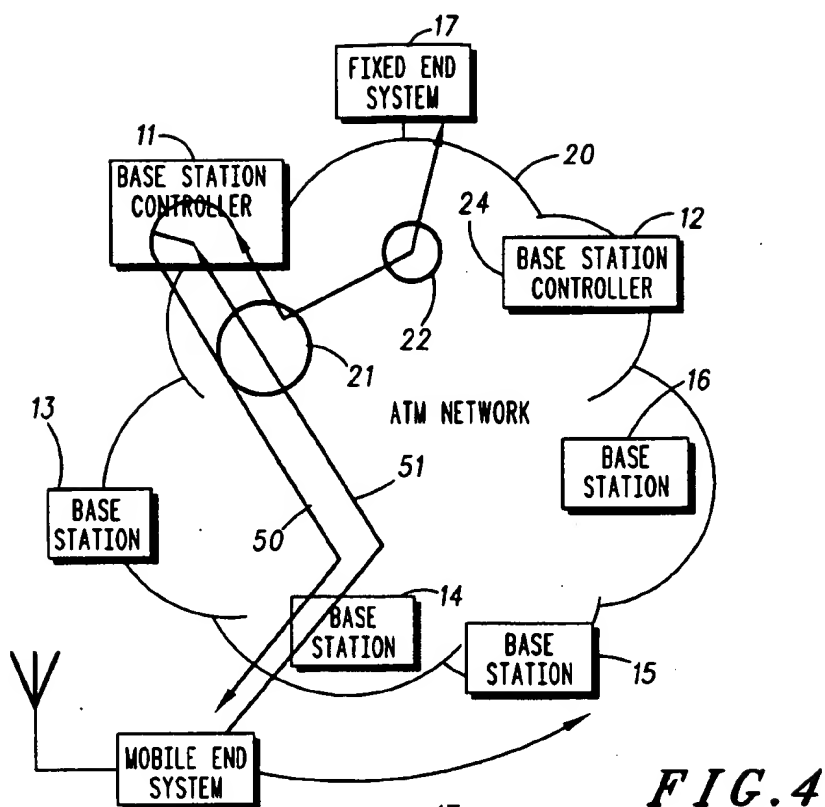 17
FIXED END
SYSTEM
11
BASE STATION
CONTROLLER
20
24
12
BASE STATION
CONTROLLER
22
21
16
13
ATM NETWORK
BASE
STATION
BASE
STATION
51
50
14
BASE
STATION
BASE
STATION
15
MOBILE END
SYSTEM
FIG.4